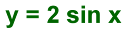 y = 2 sin x